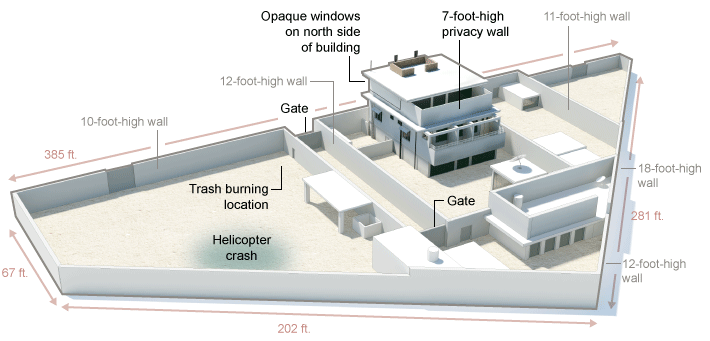 Opaque windows
on north side
of building
7-foot-high
privacy wall
11-foot-high wall
12-foot-high wall
Gate
10-foot-high wall
385 ft.
Trash burning
location
18-foot-high
wall
Gate
281 ft.
Helicopter
crash
67 ft.
12-foot-high
wall
202 ft.